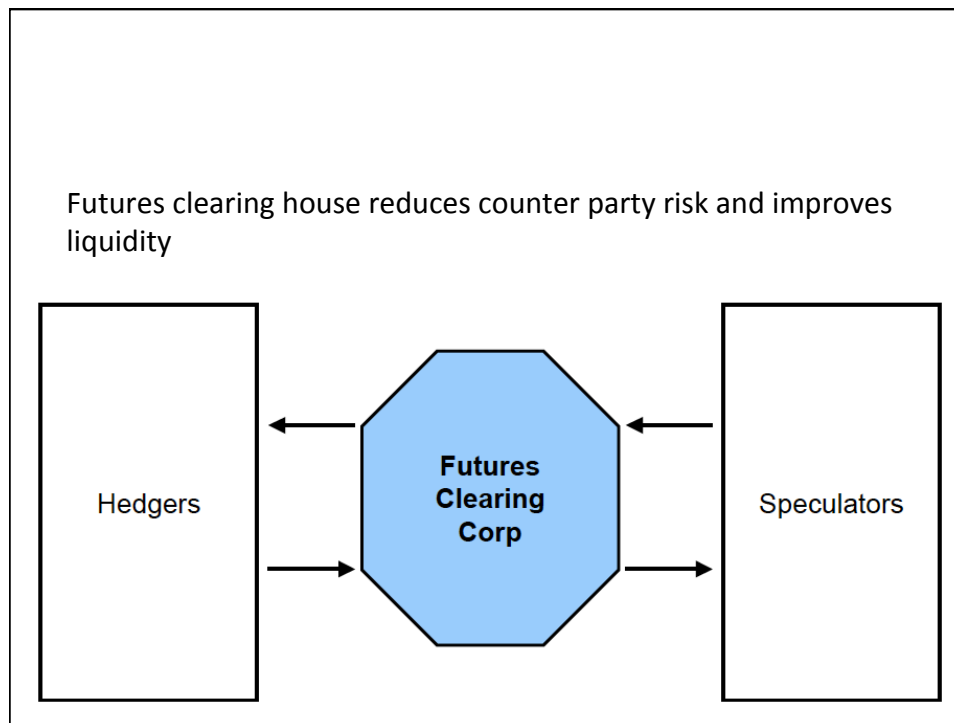 Futures clearing house reduces counter party risk and improves
liquidity
Hedgers
Futures
Clearing
Corp
Speculators